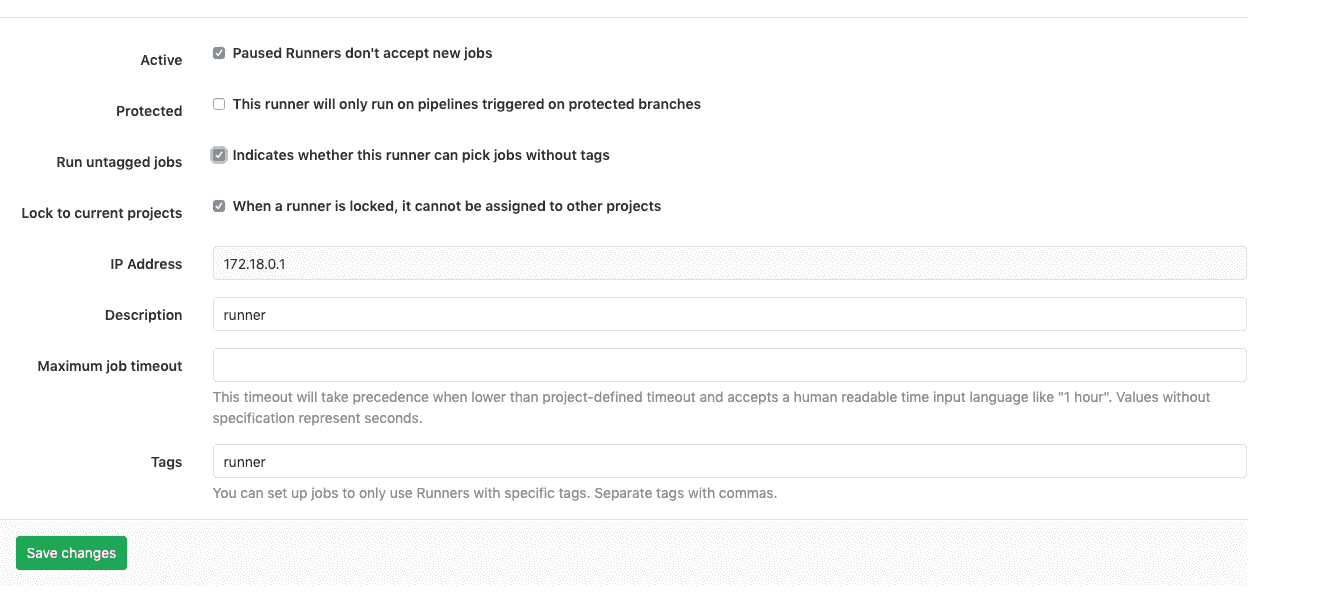 Active
Paused Runners don't accept new jobs
Protected
This runner will only run on pipelines triggered on protected branches
Run untagged jobs
Indicates whether this runner can pick jobs without tags
Lock to current projects
When a runner is locked, it cannot be assigned to other projects
IP Address
172.18.0.1
Description
runner
Maximum job timeout
This timeout will take precedence when lower than project-defined timeout and accepts a human readable time input language like "1 hour". Values without
specification represent seconds.
Tags
runner
You can set up jobs to only use Runners with specific tags. Separate tags with commas.
Save changes